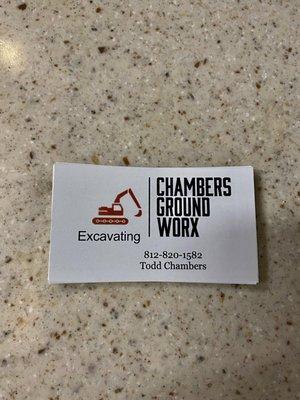 Excavating
CHAMBERS
GROUND
WORX
812-820-1582
Todd Chambers